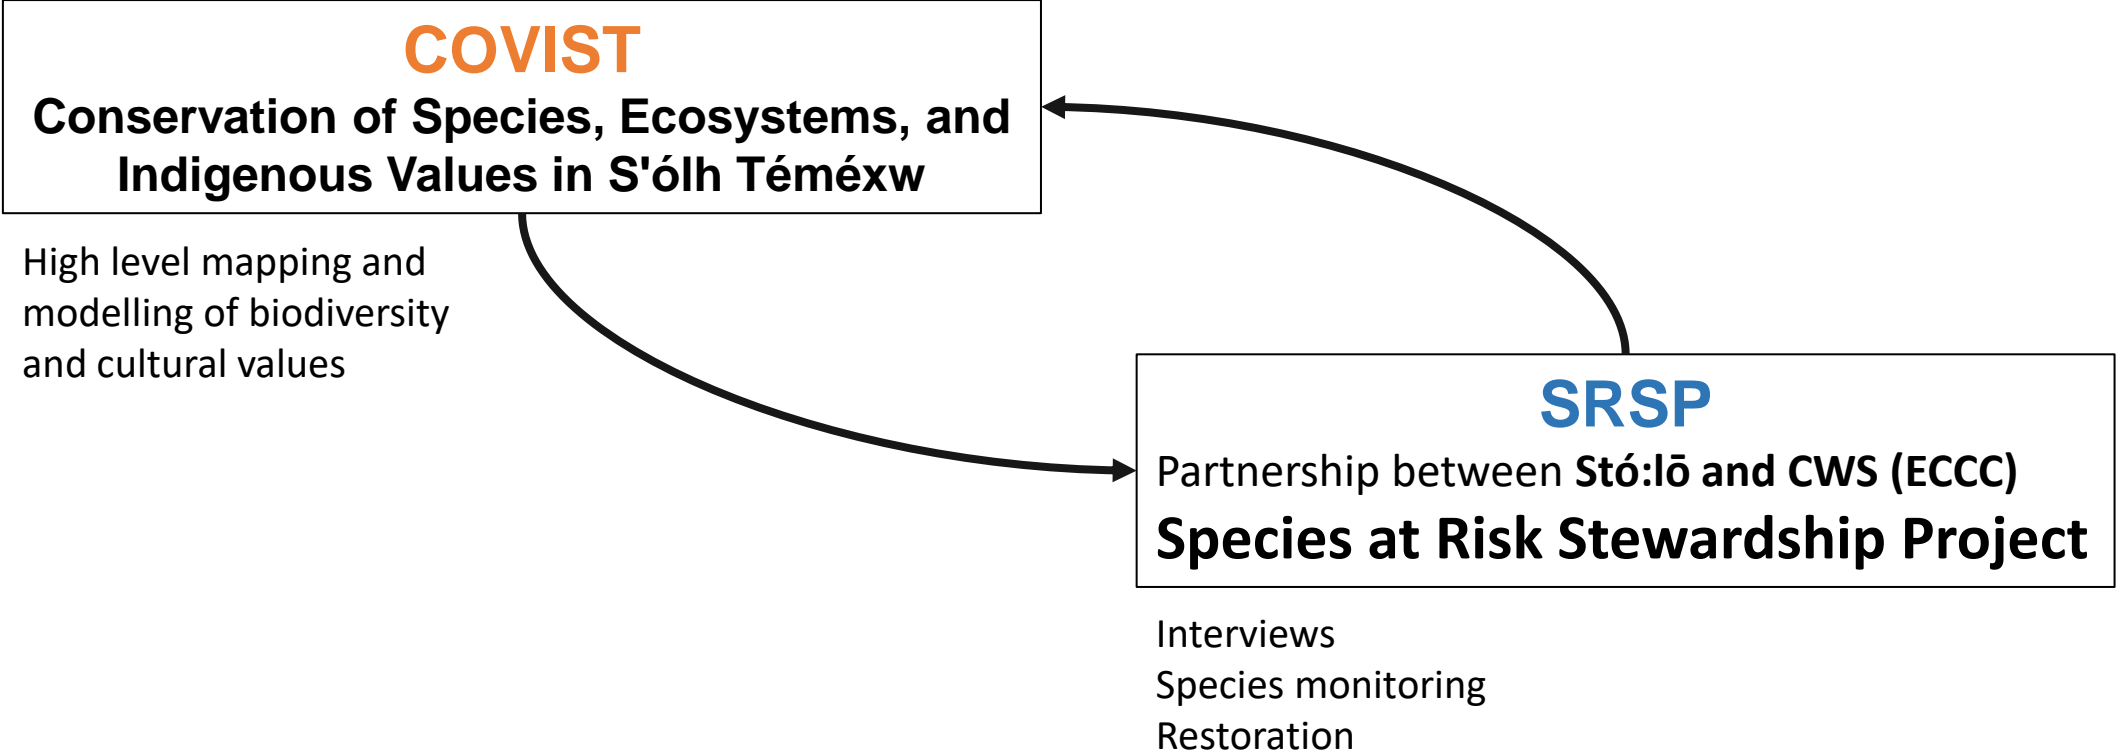 COVIST
Conservation of Species, Ecosystems, and
Indigenous Values in S'ólh Téméxw
High level mapping and
modelling of biodiversity
and cultural values
SRSP
Partnership between Stó:lō and CWS (ECCC)
Species at Risk Stewardship Project
Interviews
Species monitoring
Restoration